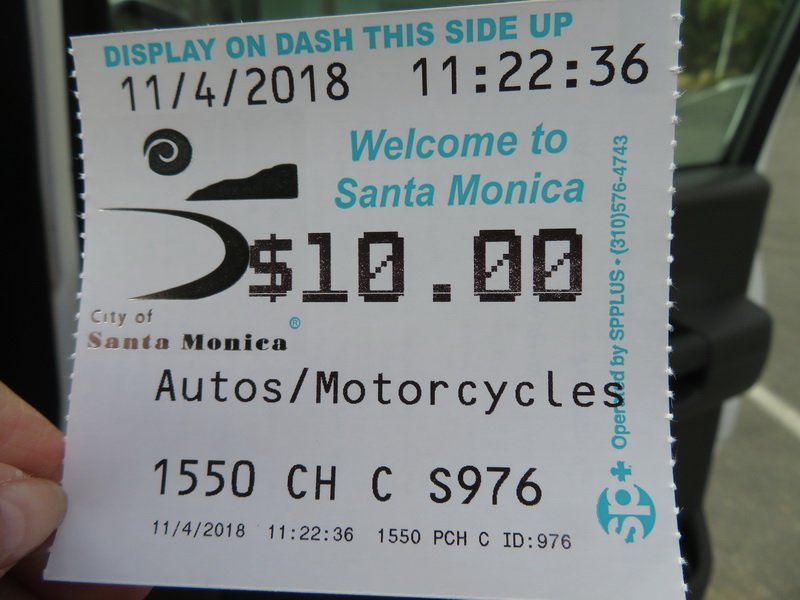 DISPLAY ON DASH THIS SIDE UP
11/4/2018 11:22:36
Welcome to
Santa Monica
$10.00
City of
Santa Monica®
Autos/Motorcycles
1550 CH C S976
11/4/2018 11:22:36 1550 PCH C ID:976
Operated by SPPLUS • (310)576-4743
sp+